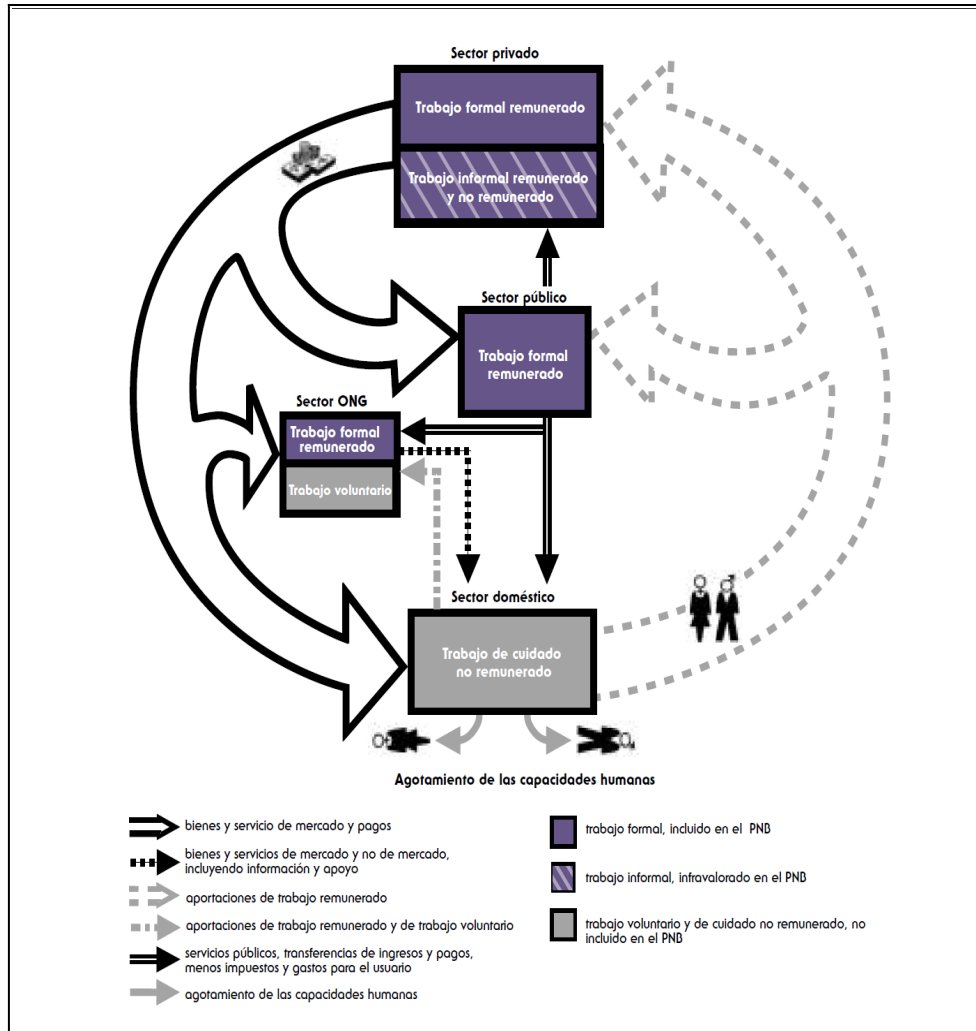 Sector privado
Trabajo formal remunerado
Trabajo informal remunerado
y no remunerado
Sector público
Trabajo formal
remunerado
Sector ONG
Trabajo formal
remunerado
Trabajo voluntario
Sector doméstico
Trabajo de cuidado
no remunerado
Agotamiento de las capacidades humanas
bienes y servicio de mercado y pagos
bienes y servicios de mercado y no de mercado,
incluyendo información y apoyo
aportaciones de trabajo remunerado
aportaciones de trabajo remunerado y de trabajo voluntario
servicios públicos, transferencias de ingresos y pagos,
menos impuestos y gastos para el usuario
agotamiento de las capacidades humanas
trabajo formal, incluido en el PNB
trabajo informal, infravalorado en el PNB
trabajo voluntario y de cuidado no remunerado, no
incluido en el PNB